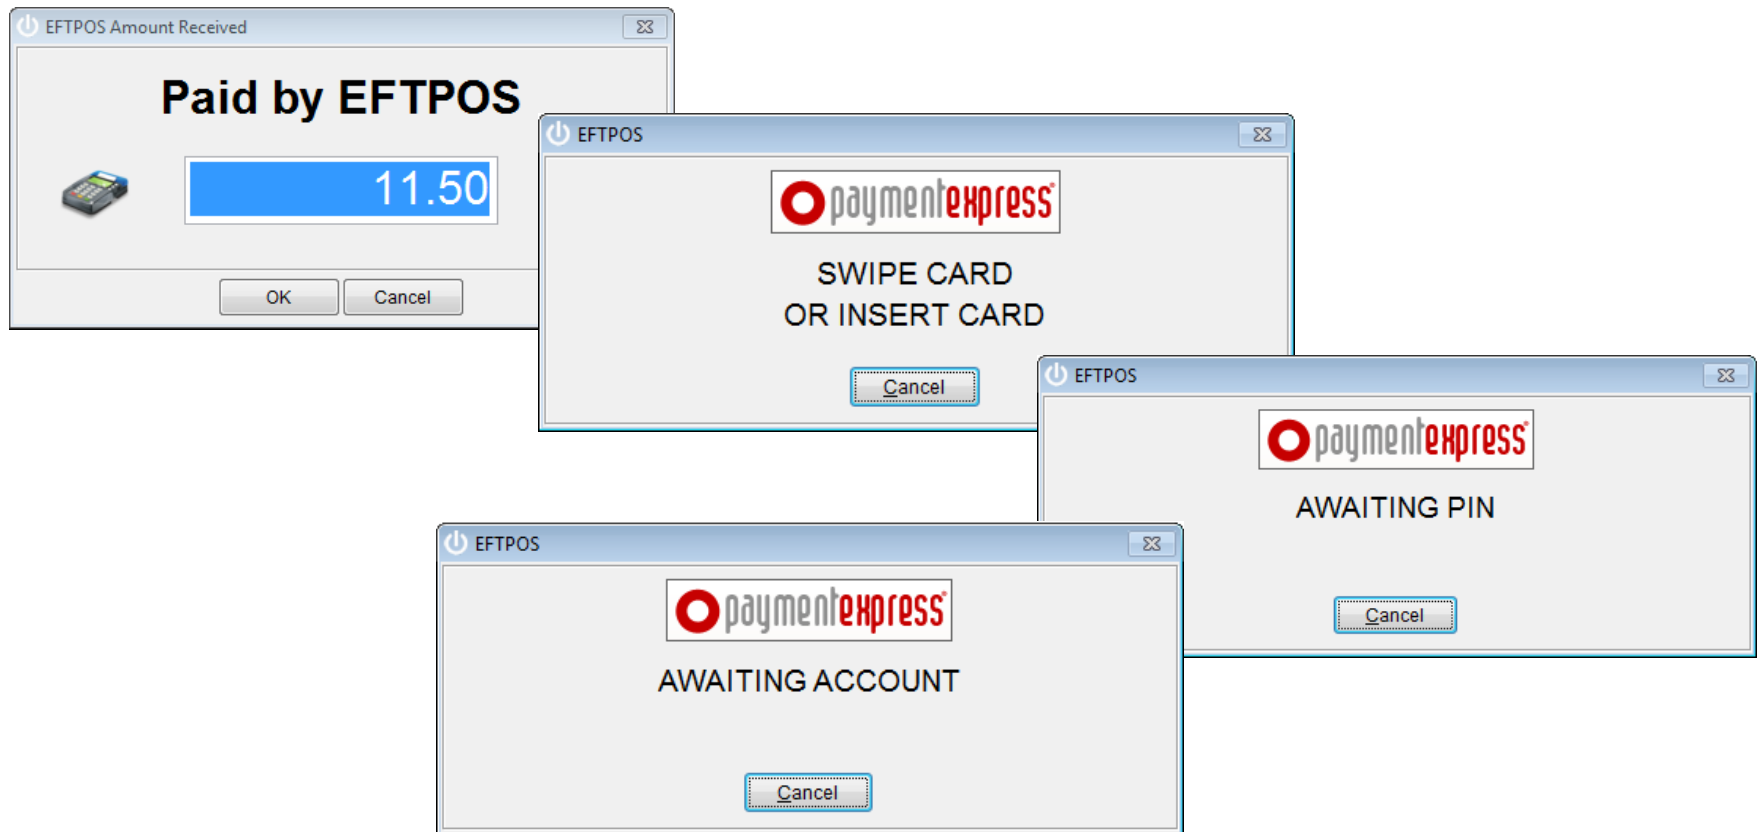 EFTPOS Amount Received
Paid by EFTPOS
11.50
OK
Cancel
EFTPOS
paymentexpress
SWIPE CARD
OR INSERT CARD
Cancel
EFTPOS
paymentexpress
AWAITING PIN
Cancel
EFTPOS
paymentexpress
AWAITING ACCOUNT
Cancel